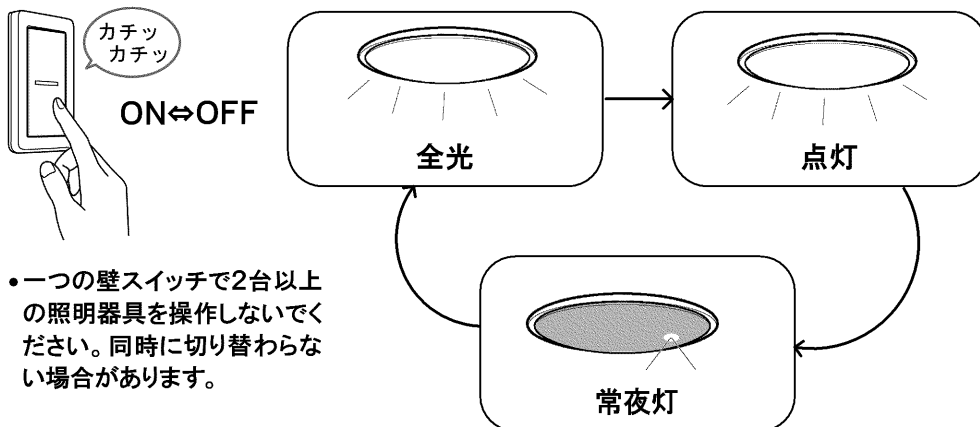 カチッ
カチッ
ON⇔OFF
全光
点灯
常夜灯
•一つの壁スイッチで2台以上
の照明器具を操作しないでく
ださい。同時に切り替わらな
い場合があります。